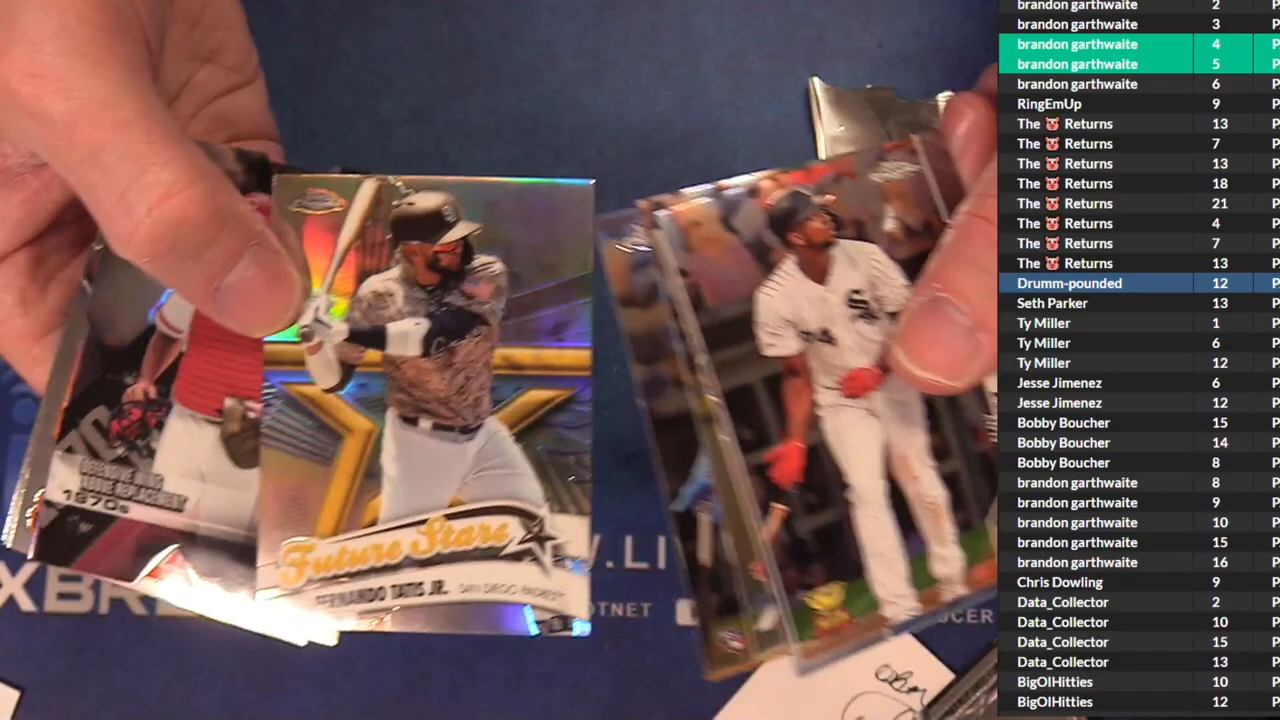 DEFENSIVE WINS
ABOVE REPLACEMENT
1970s
Future Stars
FERNANDO TATIS JR. SAN DIEGO PADRES
brandon garthwaite 2 P
brandon garthwaite 3 P
brandon garthwaite 4 P
brandon garthwaite 5 P
brandon garthwaite 6 P
RingEmUp 9 P
The 🐷 Returns 13 P
The 🐷 Returns 7 P
The 🐷 Returns 13 P
The 🐷 Returns 18 P
The 🐷 Returns 21 P
The 🐷 Returns 4 P
The 🐷 Returns 7 P
The 🐷 Returns 13 P
Drumm-pounded 12 P
Seth Parker 13 P
Ty Miller 1 P
Ty Miller 6 P
Ty Miller 12 P
Jesse Jimenez 6 P
Jesse Jimenez 12 P
Bobby Boucher 15 P
Bobby Boucher 14 P
Bobby Boucher 8 P
brandon garthwaite 8 P
brandon garthwaite 9 P
brandon garthwaite 10 P
brandon garthwaite 15 P
brandon garthwaite 16 P
Chris Dowling 9 P
Data_Collector 2 P
Data_Collector 10 P
Data_Collector 15 P
Data_Collector 13 P
BigOlHitties 10 P
BigOlHitties 12 P